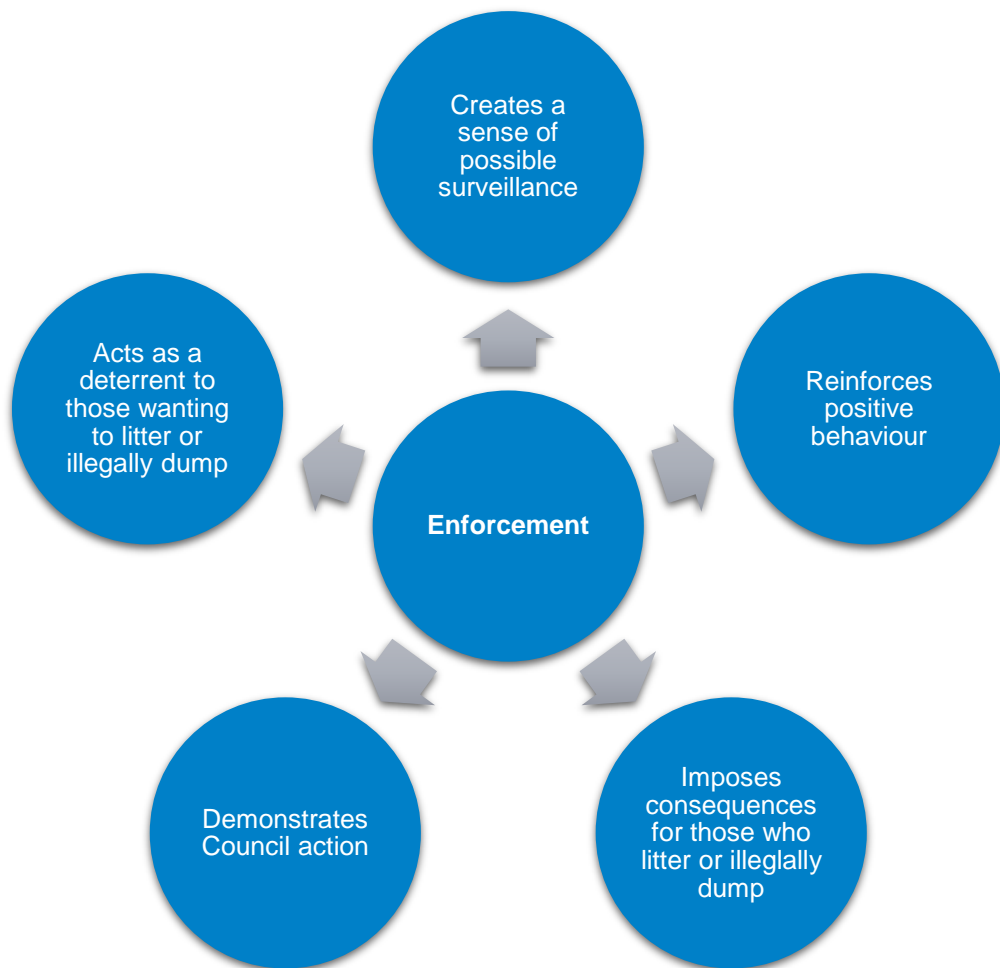 Creates a
sense of
possible
surveillance
Acts as a
deterrent to
those wanting
to litter or
illegally dump
Reinforces
positive
behaviour
Enforcement
Demonstrates
Council action
Imposes
consequences
for those who
litter or illeglally
dump